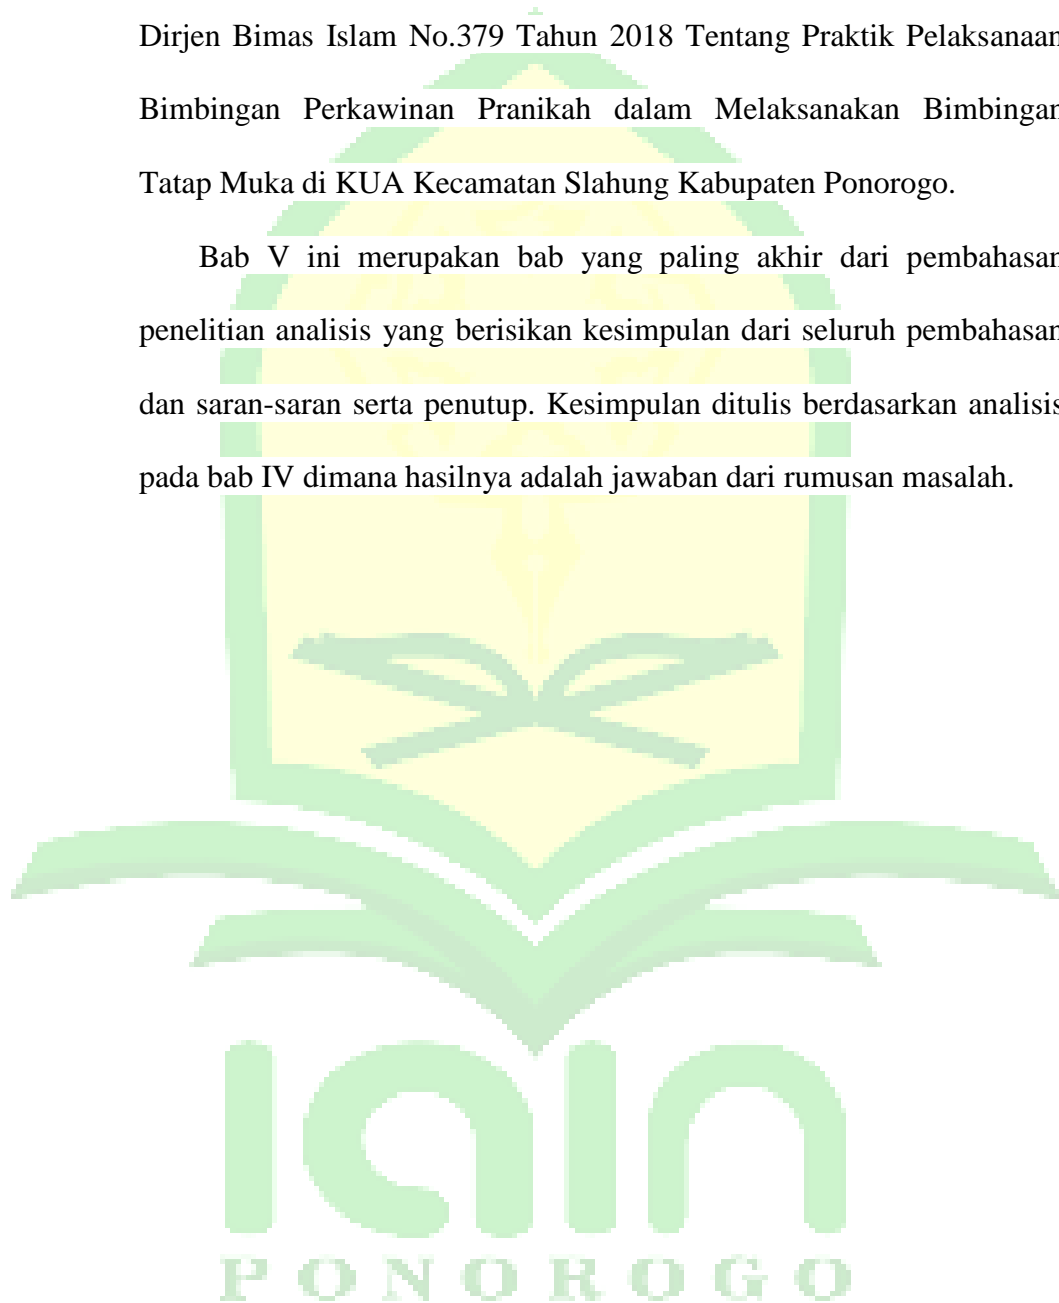 Dirjen Bimas Islam No.379 Tahun 2018 Tentang Praktik Pelaksanaan
Bimbingan Perkawinan Pranikah dalam Melaksanakan Bimbingan
Tatap Muka di KUA Kecamatan Slahung Kabupaten Ponorogo.
Bab V ini merupakan bab yang paling akhir dari pembahasan
penelitian analisis yang berisikan kesimpulan dari seluruh pembahasan
dan saran-saran serta penutup. Kesimpulan ditulis berdasarkan analisis
pada bab IV dimana hasilnya adalah jawaban dari rumusan masalah.
iain
PONOROGO